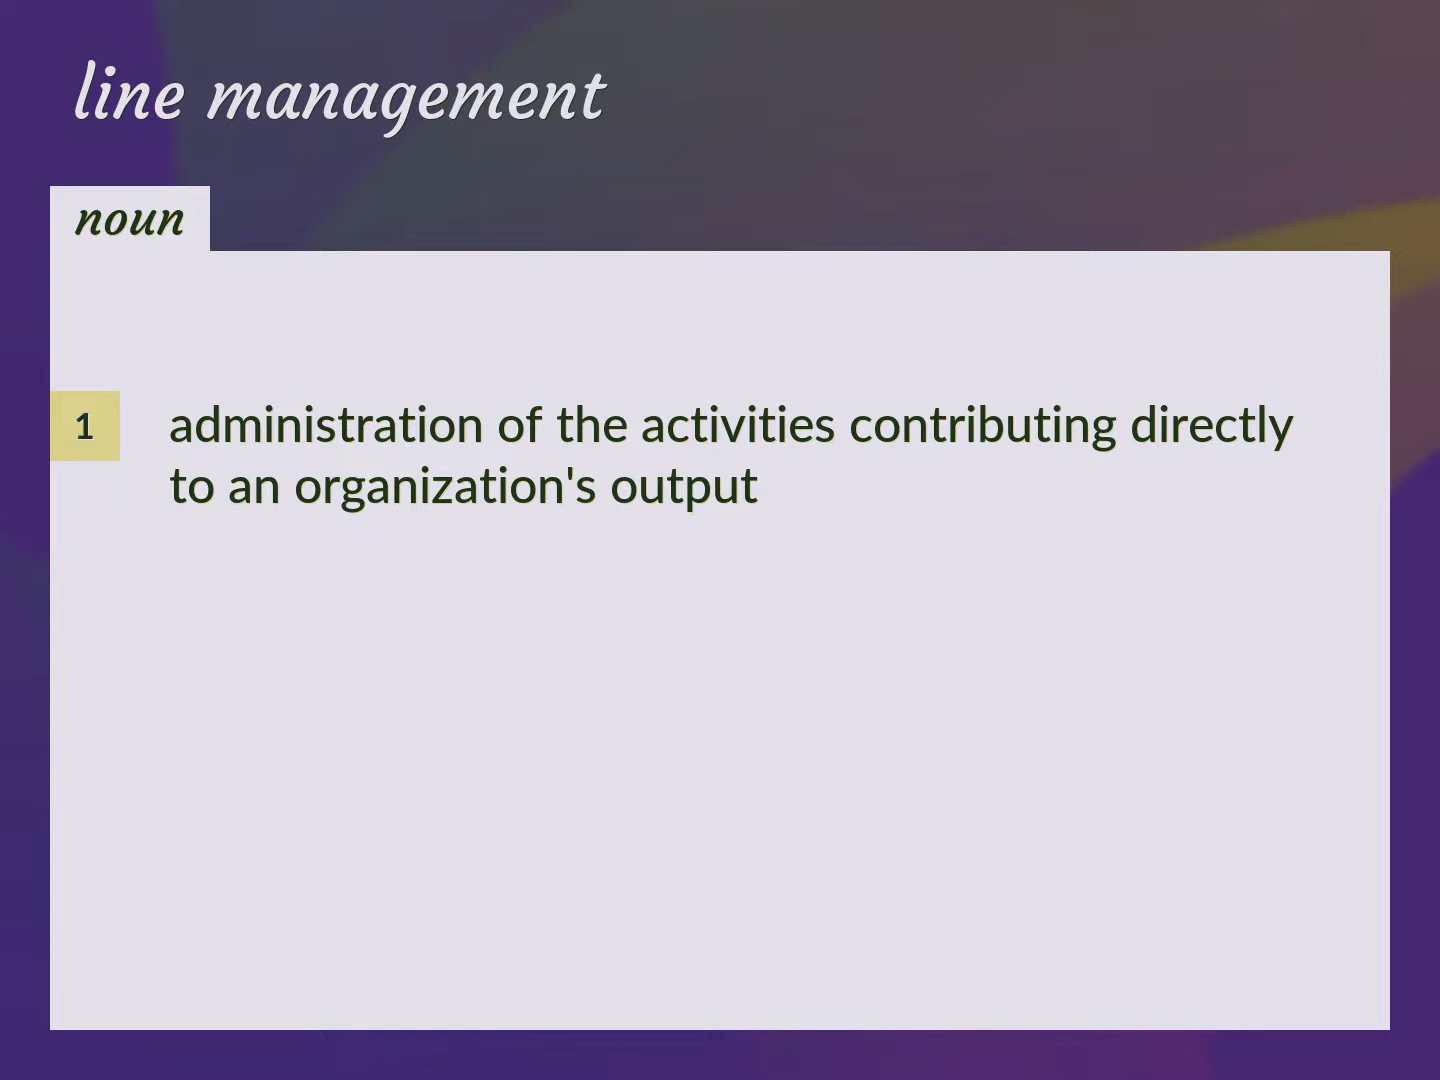 line management
noun
1
administration of the activities contributing directly
to an organization's output